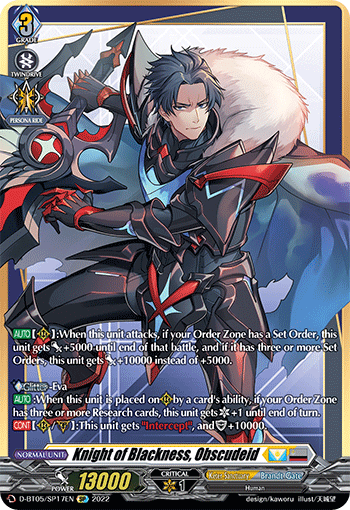 3
GRADE
TWINDRIVE
PERSONA RIDE
AUTO【R】:When this unit attacks, if your Order Zone has a Set Order, this
unit gets +5000 until end of that battle, and if it has three or more Set
Orders, this unit gets +10000 instead of +5000.
Glitter -Eva
AUTO:When this unit is placed on R by a card's ability, if your Order Zone
has three or more Research cards, this unit gets +1 until end of turn.
CONT【R/】:This unit gets "Intercept", and +10000.
NORMAL UNIT
Knight of Blackness, Obscudeid
POWER 13000 CRITICAL 1
Keter Sanctuary Brandt Gate
Human
D-BT05/SP17EN SP 2022
design/kaworu illust/天城望